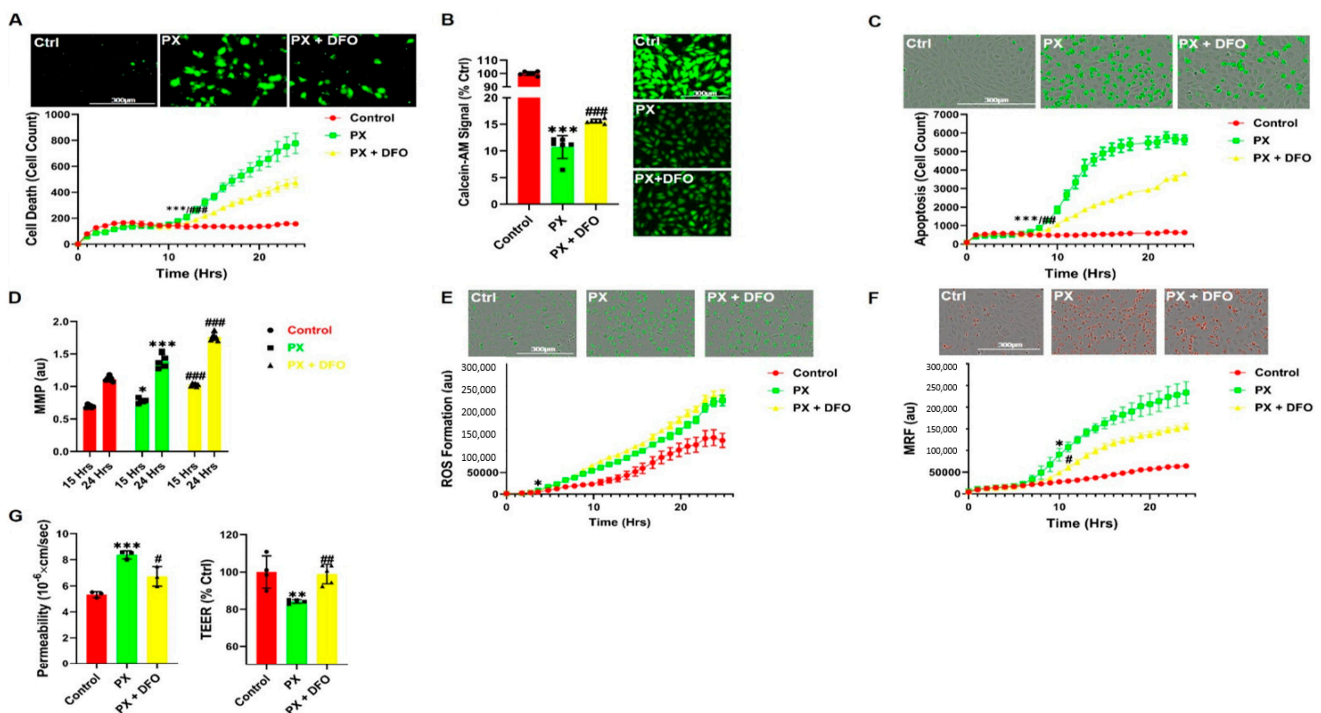 A
Ctrl
PX
PX + DFO
300µm
Cell Death (Cell Count)
1000
800
600
400
200
0
***/###
0
10
20
Time (Hrs)
Control
PX
PX + DFO
B
Calcein-AM Signal (% Ctrl)
100
90
20
15
10
5
0
***
###
Control
PX
PX + DFO
Ctrl
300µm
PX
PX+DFO
C
Ctrl
PX
PX + DFO
300µm
Apoptosis (Cell Count)
7000
6000
5000
4000
3000
2000
1000
0
***/##
0
10
20
Time (Hrs)
Control
PX
PX + DFO
D
MMP (au)
2.0
1.5
1.0
0.5
0.0
*
***
###
###
15 Hrs
24 Hrs
15 Hrs
24 Hrs
15 Hrs
24 Hrs
Control
PX
PX + DFO
E
Ctrl
PX
PX + DFO
300µm
ROS Formation (au)
300,000
250,000
200,000
150,000
100,000
50000
0
*
0
10
20
Time (Hrs)
Control
PX
PX + DFO
F
Ctrl
PX
PX + DFO
300µm
MRF (au)
300,000
250,000
200,000
150,000
100,000
50000
0
*
#
0
10
20
Time (Hrs)
Control
PX
PX + DFO
G
Permeability (10⁻⁶×cm/sec)
10
8
6
4
2
0
***
#
Control
PX
PX + DFO
TEER (% Ctrl)
120
100
80
60
**
##
Control
PX
PX + DFO